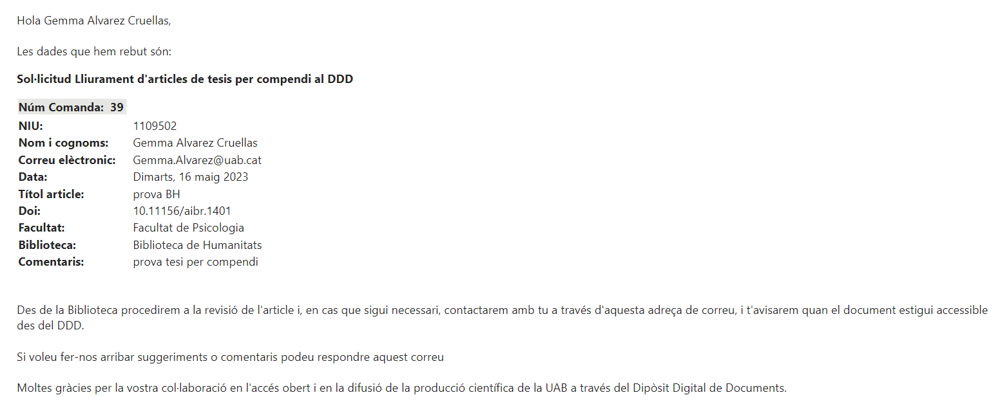 Hola Gemma Alvarez Cruellas,
Les dades que hem rebut són:
Sol·licitud Lliurament d'articles de tesis per compendi al DDD
Núm Comanda: 39
NIU: 1109502
Nom i cognoms: Gemma Alvarez Cruellas
Correu elèctronic: Gemma.Alvarez@uab.cat
Data: Dimarts, 16 maig 2023
Títol article: prova BH
Doi: 10.11156/aibr.1401
Facultat: Facultat de Psicologia
Biblioteca: Biblioteca de Humanitats
Comentaris: prova tesi per compendi
Des de la Biblioteca procedirem a la revisió de l'article i, en cas que sigui necessari, contactarem amb tu a través d'aquesta adreça de correu, i t'avisarem quan el document estigui accessible
des del DDD.
Si voleu fer-nos arribar suggeriments o comentaris podeu respondre aquest correu
Moltes gràcies per la vostra col·laboració en l'accés obert i en la difusió de la producció científica de la UAB a través del Dipòsit Digital de Documents.